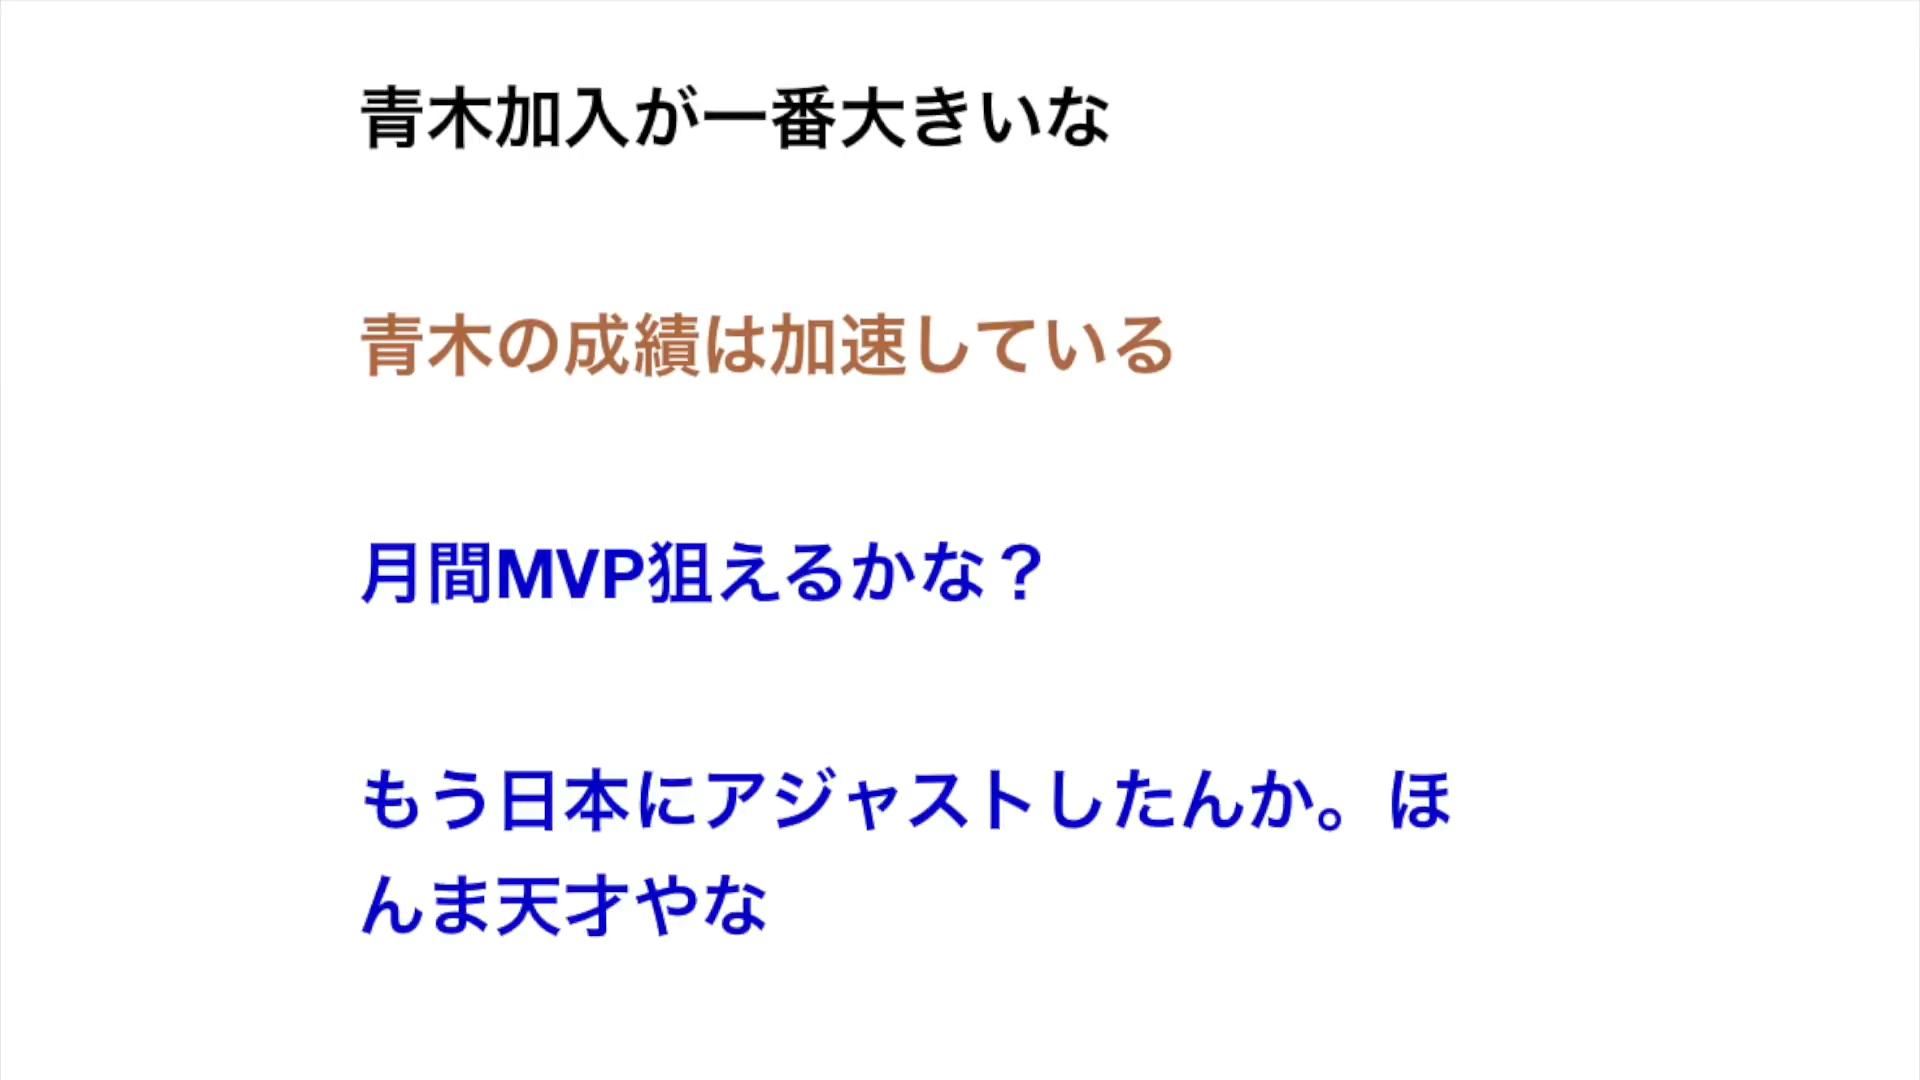 青木加入が一番大きいな
青木の成績は加速している
月間MVP狙えるかな？
もう日本にアジャストしたんか。ほ
んま天才やな